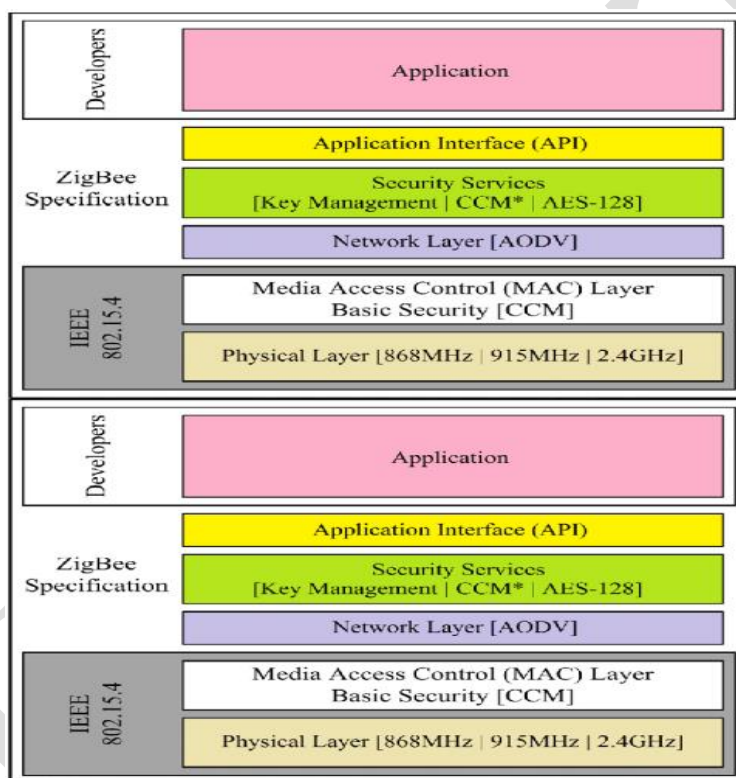 Developers
Application
Application Interface (API)
ZigBee
Specification
Security Services
[Key Management | CCM* | AES-128]
Network Layer [AODV]
IEEE
802.15.4
Media Access Control (MAC) Layer
Basic Security [CCM]
Physical Layer [868MHz | 915MHz | 2.4GHz]
Developers
Application
Application Interface (API)
ZigBee
Specification
Security Services
[Key Management | CCM* | AES-128]
Network Layer [AODV]
IEEE
802.15.4
Media Access Control (MAC) Layer
Basic Security [CCM]
Physical Layer [868MHz | 915MHz | 2.4GHz]